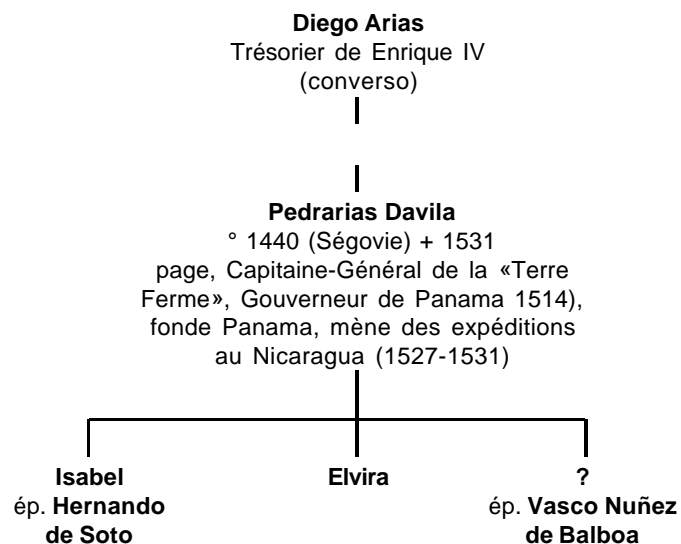 Diego Arias
Trésorier de Enrique IV
(converso)
Pedrarias Davila
° 1440 (Ségovie) + 1531
page, Capitaine-Général de la «Terre
Ferme», Gouverneur de Panama 1514),
fonde Panama, mène des expéditions
au Nicaragua (1527-1531)
Isabel
ép. Hernando
de Soto
Elvira
?
ép. Vasco Nuñez
de Balboa